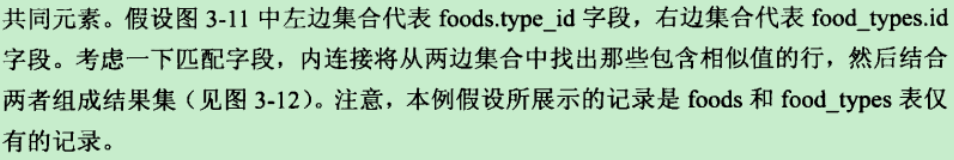 共同元素。假设图 3-11 中左边集合代表 foods.type_id 字段，右边集合代表 food_types.id
字段。考虑一下匹配字段，内连接将从两边集合中找出那些包含相似值的行，然后结合
两者组成结果集（见图 3-12）。注意，本例假设所展示的记录是 foods 和 food_types 表仅
有的记录。